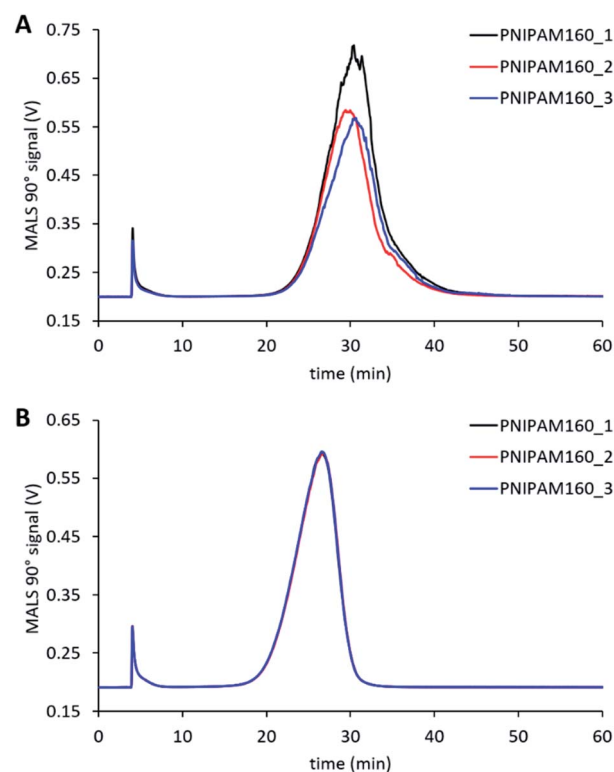 A
0.75
0.65
0.55
0.45
0.35
0.25
0.15
MALS 90° signal (V)
0 10 20 30 40 50 60
time (min)
PNIPAM160_1
PNIPAM160_2
PNIPAM160_3
B
0.65
0.55
0.45
0.35
0.25
0.15
MALS 90° signal (V)
0 10 20 30 40 50 60
time (min)
PNIPAM160_1
PNIPAM160_2
PNIPAM160_3